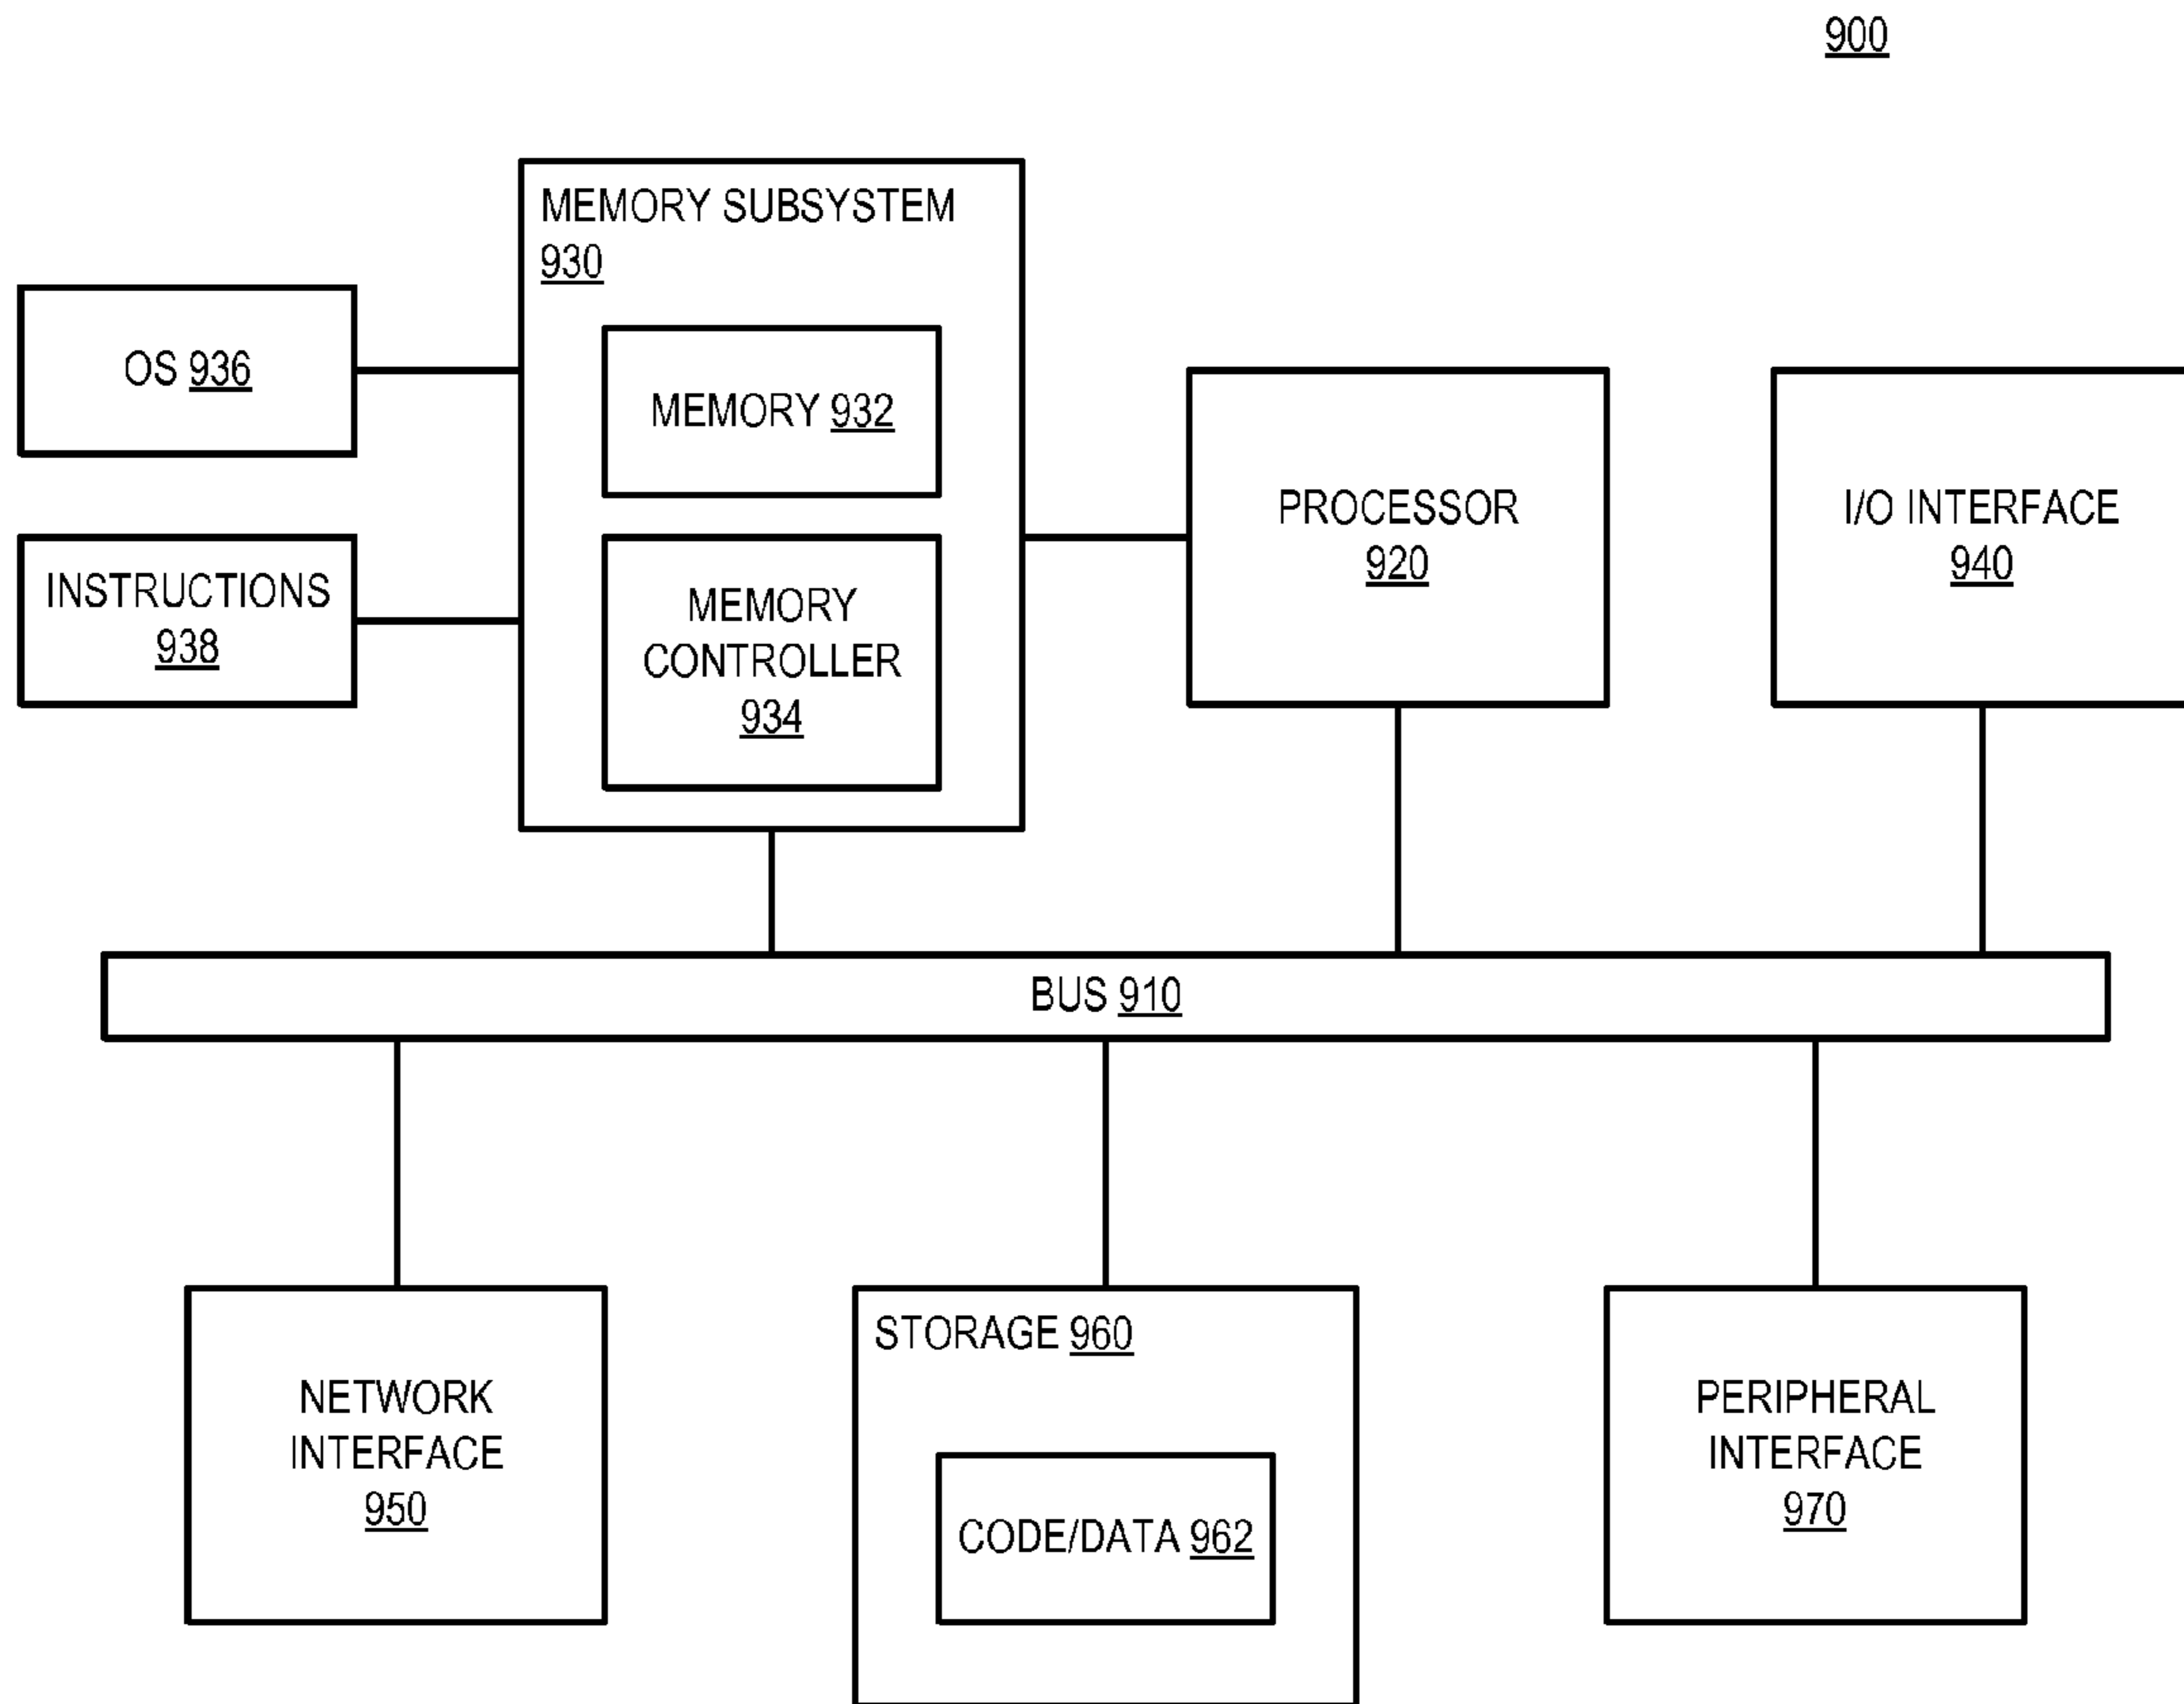 900
MEMORY SUBSYSTEM
930
OS 936
MEMORY 932
PROCESSOR
920
I/O INTERFACE
940
INSTRUCTIONS
938
MEMORY
CONTROLLER
934
BUS 910
NETWORK
INTERFACE
950
STORAGE 960
CODE/DATA 962
PERIPHERAL
INTERFACE
970